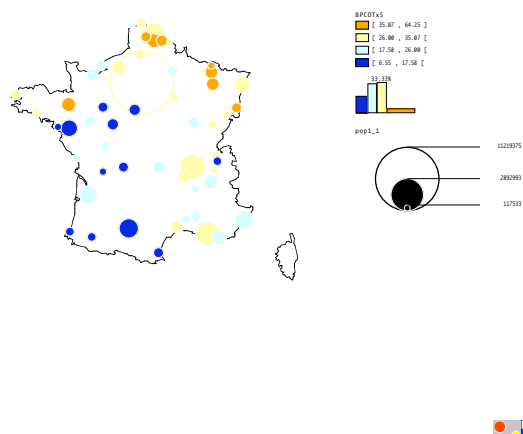 BPCOTxS
[ 35.07 , 64.25 [
[ 26.00 , 35.07 [
[ 17.58 , 26.00 [
[ 6.55 , 17.58 [
33.33%
pop1_1
11219375
2892993
117533